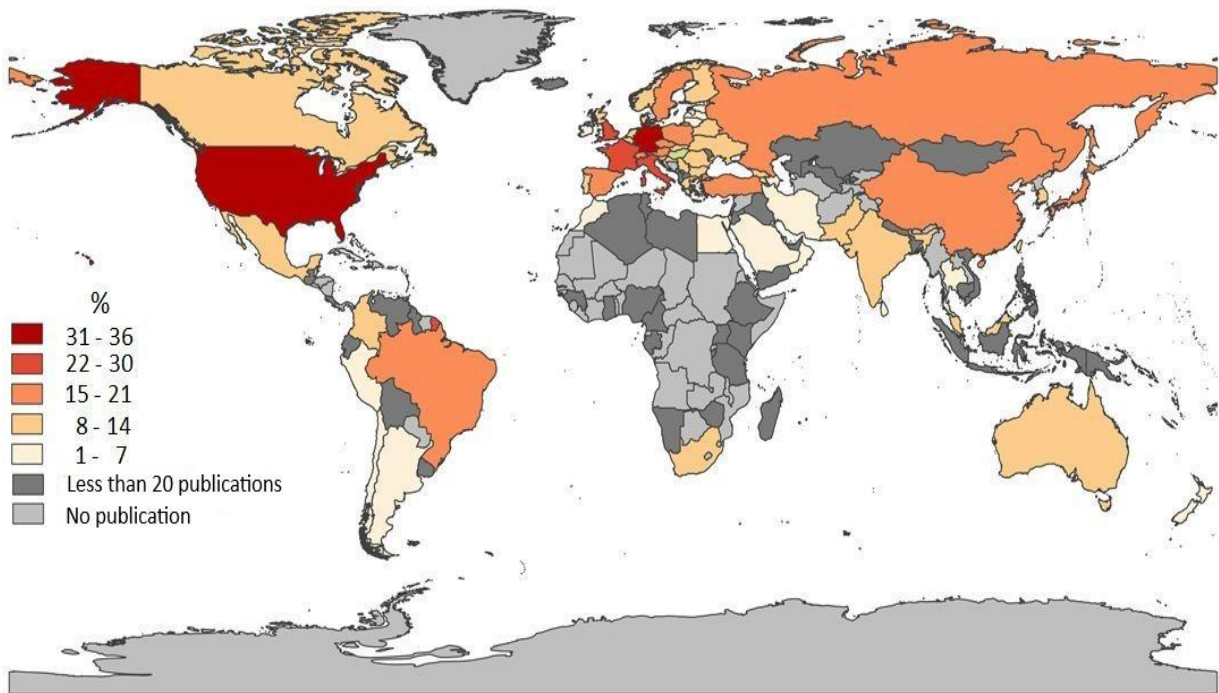 %
31 - 36
22 - 30
15 - 21
8 - 14
1 - 7
Less than 20 publications
No publication